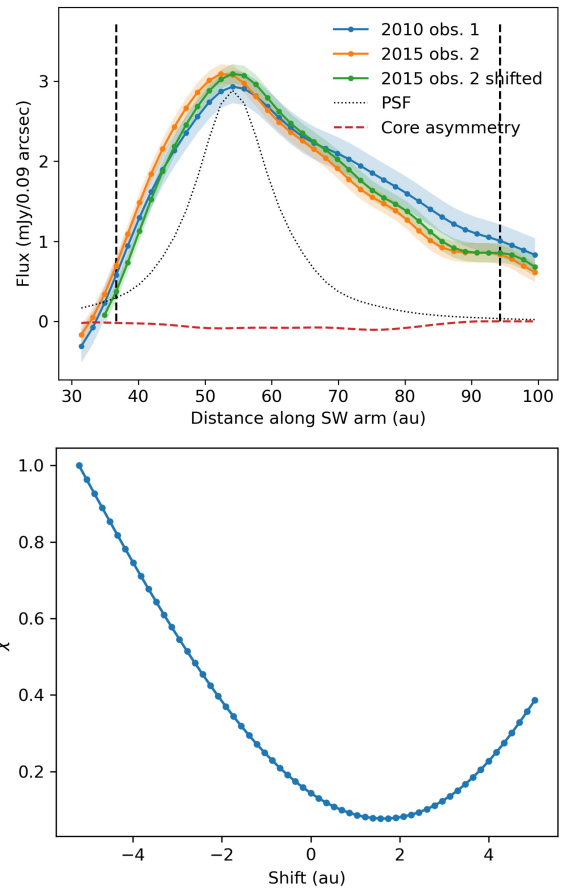 2010 obs. 1
2015 obs. 2
2015 obs. 2 shifted
PSF
Core asymmetry
Flux (mJy/0.09 arcsec)
3
2
1
0
30 40 50 60 70 80 90 100
Distance along SW arm (au)
χ
1.0
0.8
0.6
0.4
0.2
−4 −2 0 2 4
Shift (au)